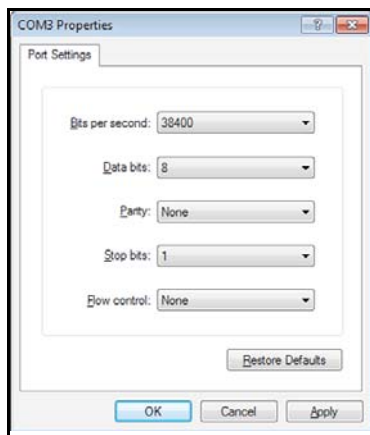 COM3 Properties
Port Settings
Bits per second: 38400
Data bits: 8
Parity: None
Stop bits: 1
Flow control: None
Restore Defaults
OK Cancel Apply